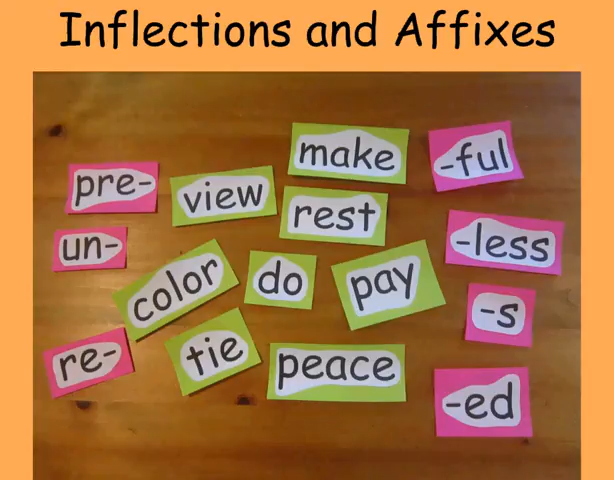 Inflections and Affixes
make
-ful
pre-
view
rest
un-
-less
color
do
pay
-s
re-
tie
peace
-ed